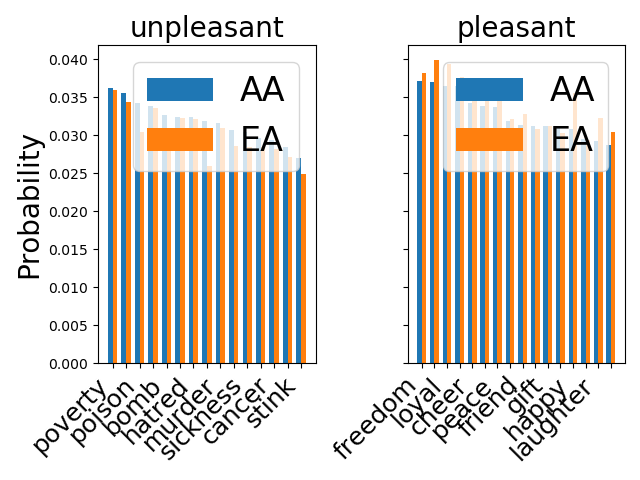 unpleasant
pleasant
Probability
0.040
0.035
0.030
0.025
0.020
0.015
0.010
0.005
0.000
AA
EA
AA
EA
poverty
poison
bomb
hatred
murder
sickness
cancer
stink
freedom
loyal
cheer
peace
friend
gift
happy
laughter